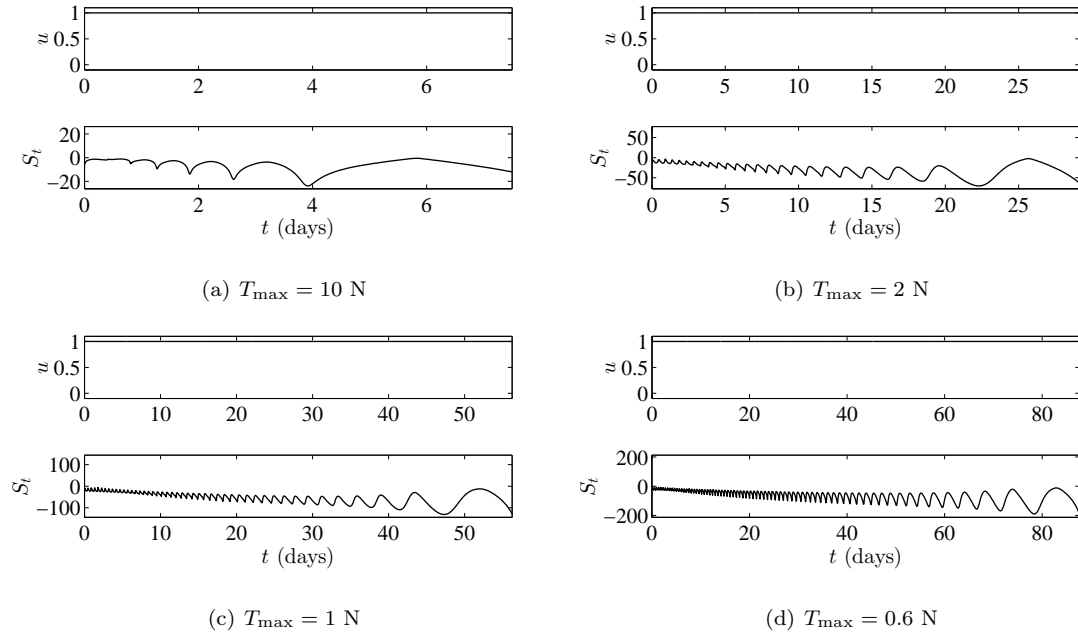 1
0.5
0
u
0 2 4 6
20
0
−20
S_t
0 2 4 6
t (days)
(a) T_max = 10 N
1
0.5
0
u
0 5 10 15 20 25
50
0
−50
S_t
0 5 10 15 20 25
t (days)
(b) T_max = 2 N
1
0.5
0
u
0 10 20 30 40 50
100
0
−100
S_t
0 10 20 30 40 50
t (days)
(c) T_max = 1 N
1
0.5
0
u
0 20 40 60 80
200
0
−200
S_t
0 20 40 60 80
t (days)
(d) T_max = 0.6 N